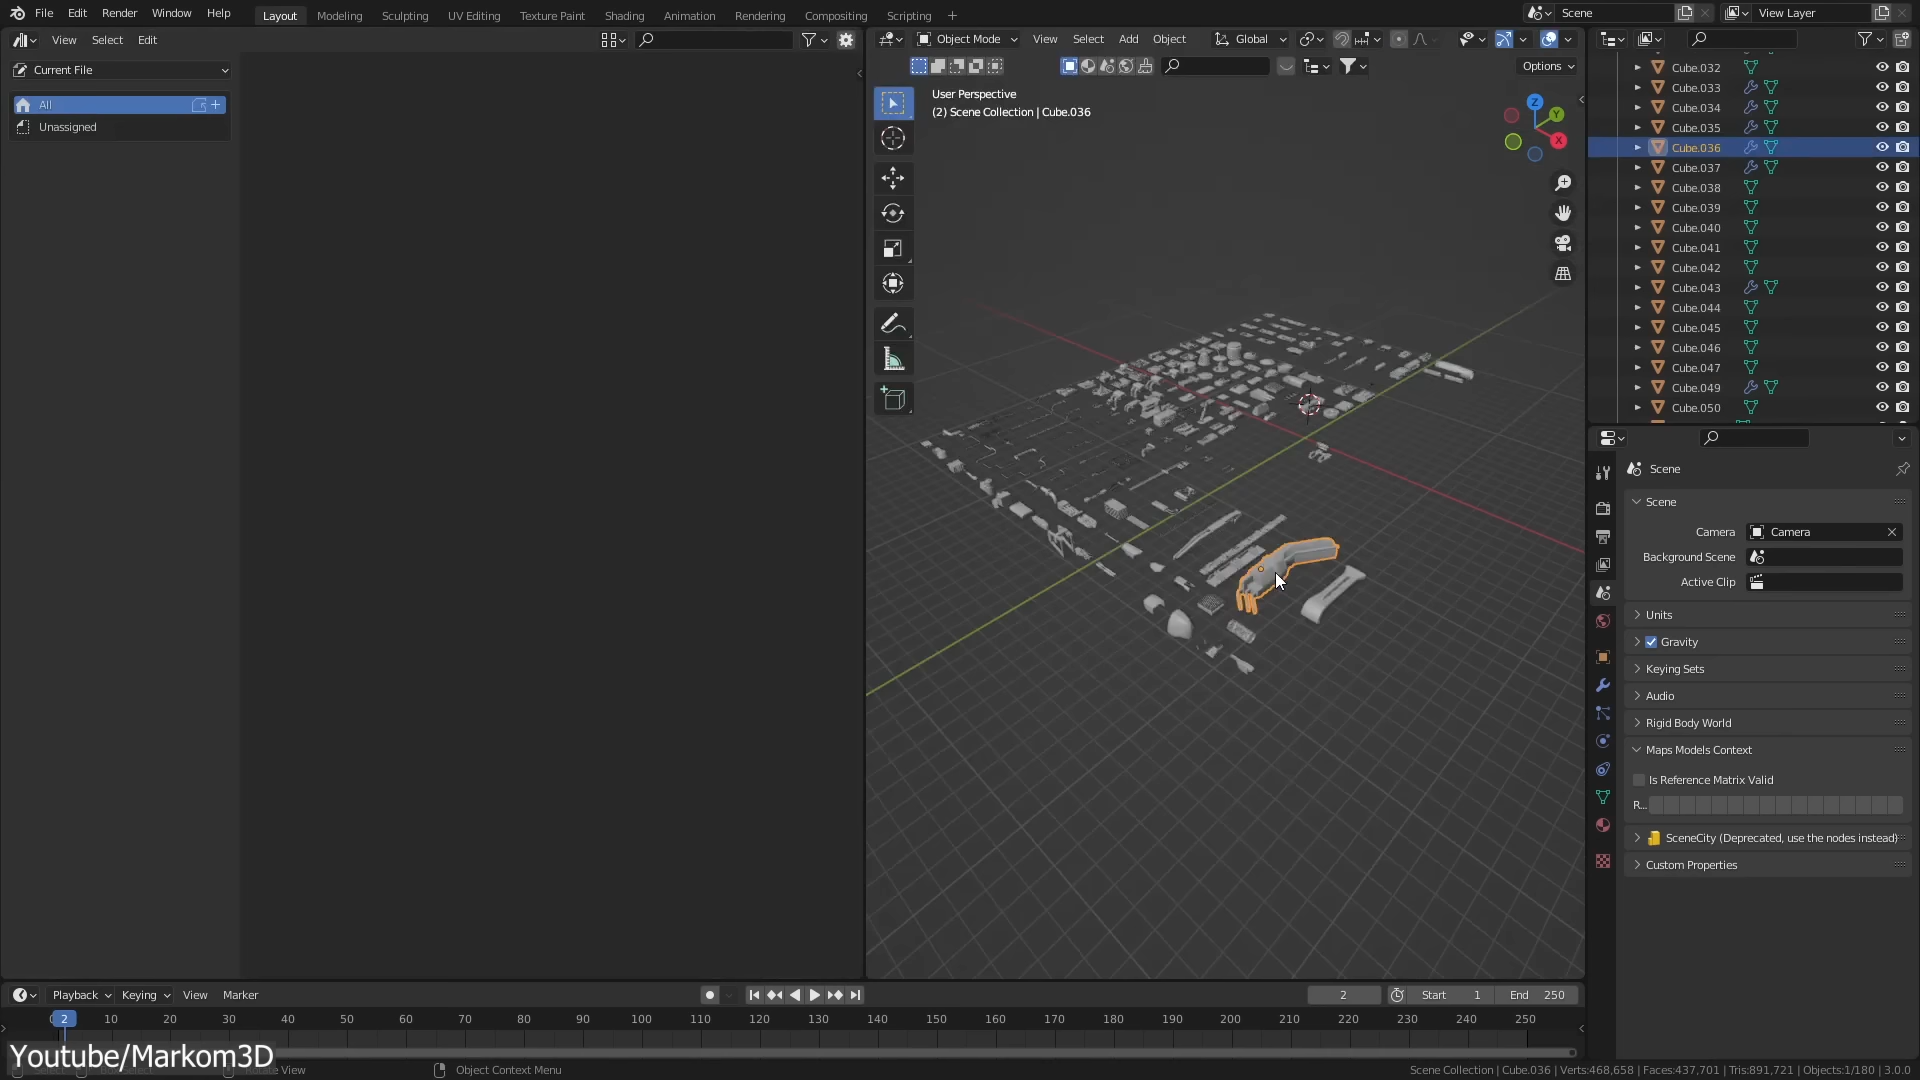 File Edit Render Window Help
Layout Modeling Sculpting UV Editing Texture Paint Shading Animation Rendering Compositing Scripting +
Scene
View Layer
View Select Edit
Current File
All
Unassigned
Object Mode View Select Add Object Global
Options
User Perspective
(2) Scene Collection | Cube.036
Z
Y
X
Cube.032
Cube.033
Cube.034
Cube.035
Cube.036
Cube.037
Cube.038
Cube.039
Cube.040
Cube.041
Cube.042
Cube.043
Cube.044
Cube.045
Cube.046
Cube.047
Cube.049
Cube.050
Scene
Scene
Camera Camera
Background Scene
Active Clip
Units
Gravity
Keying Sets
Audio
Rigid Body World
Maps Models Context
Is Reference Matrix Valid
R...
SceneCity (Deprecated, use the nodes instead)
Custom Properties
Playback Keying View Marker
2 Start 1 End 250
2 10 20 30 40 50 60 70 80 90 100 110 120 130 140 150 160 170 180 190 200 210 220 230 240 250
Youtube/Markom3D
View
Object Context Menu
Scene Collection | Cube.036 | Verts:468,658 | Faces:437,701 | Tris:891,721 | Objects:1/180 | 3.0.0